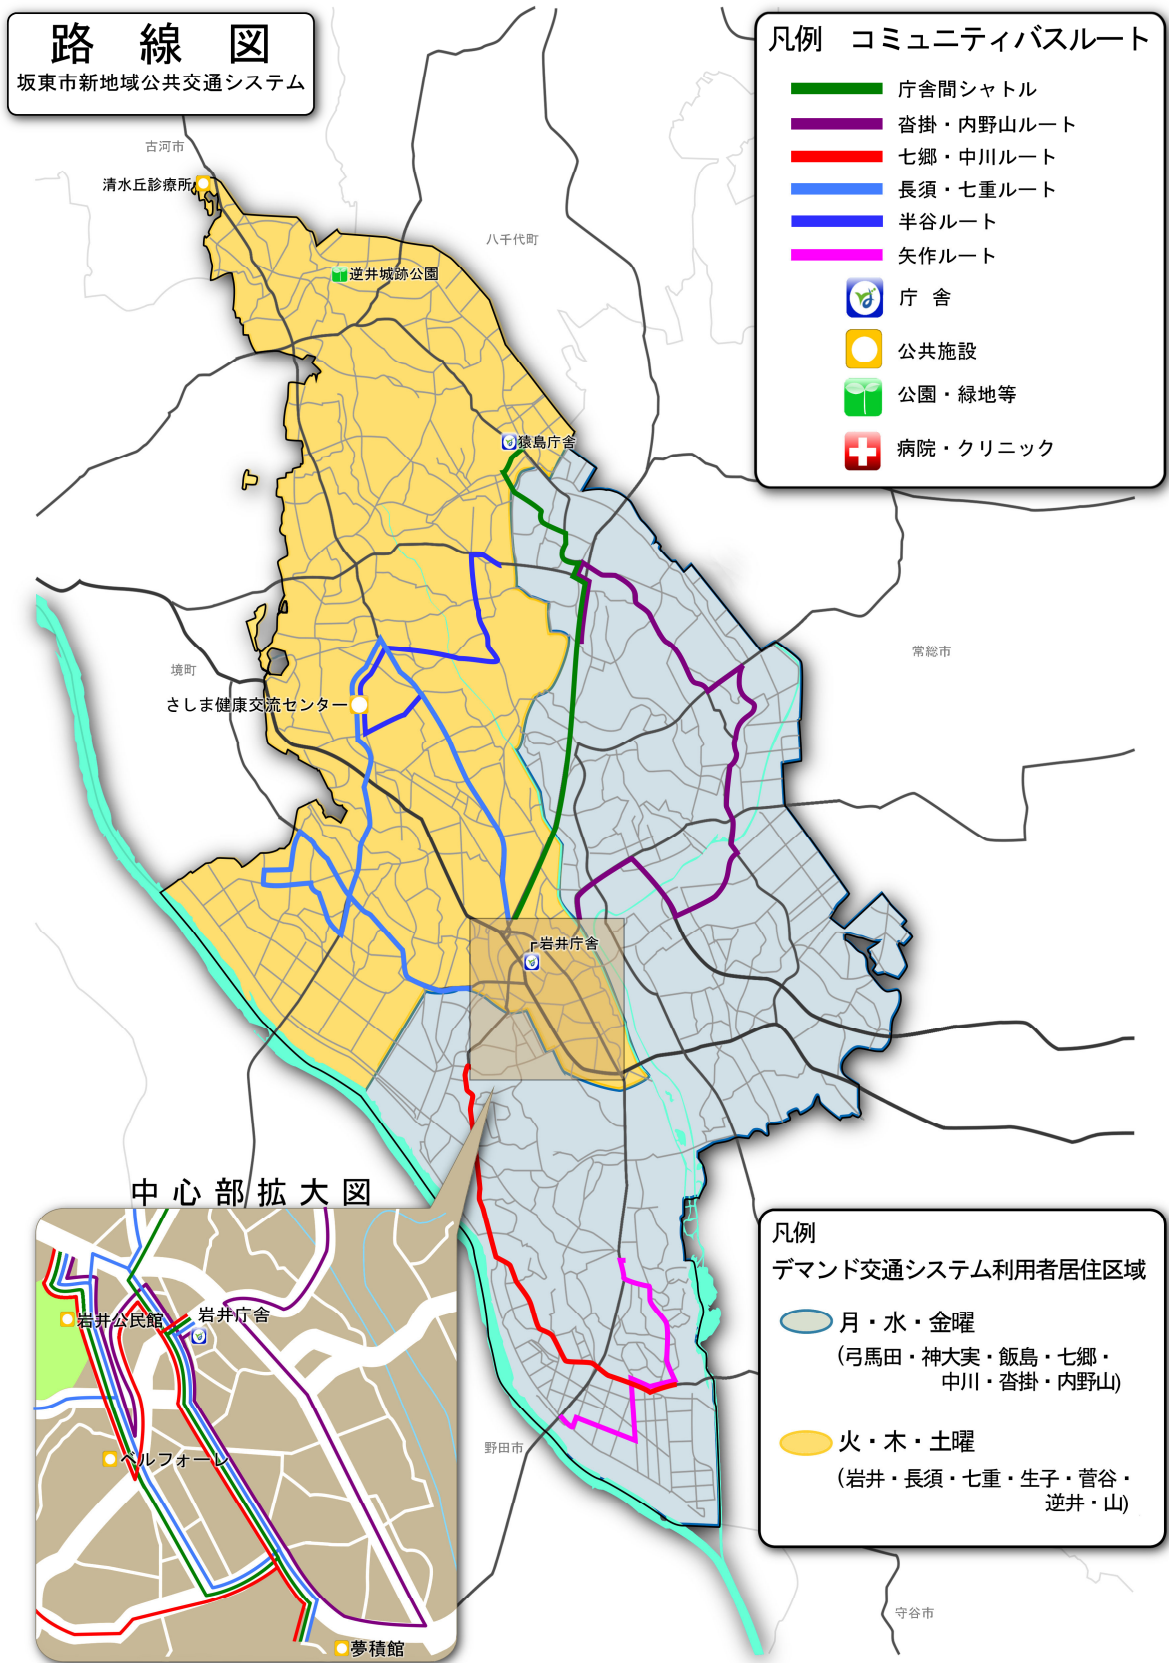 路線図
坂東市新地域公共交通システム
凡例 コミュニティバスルート
庁舎間シャトル
沓掛・内野山ルート
七郷・中川ルート
長須・七重ルート
半谷ルート
矢作ルート
庁舎
公共施設
公園・緑地等
病院・クリニック
古河市
清水丘診療所
八千代町
逆井城跡公園
猿島庁舎
常総市
境町
さしま健康交流センター
岩井庁舎
中心部拡大図
岩井公民館
岩井庁舎
ベルフォーレ
夢積館
野田市
守谷市
凡例
デマンド交通システム利用者居住区域
月・水・金曜
(弓馬田・神大実・飯島・七郷・
中川・沓掛・内野山)
火・木・土曜
(岩井・長須・七重・生子・菅谷・
逆井・山)